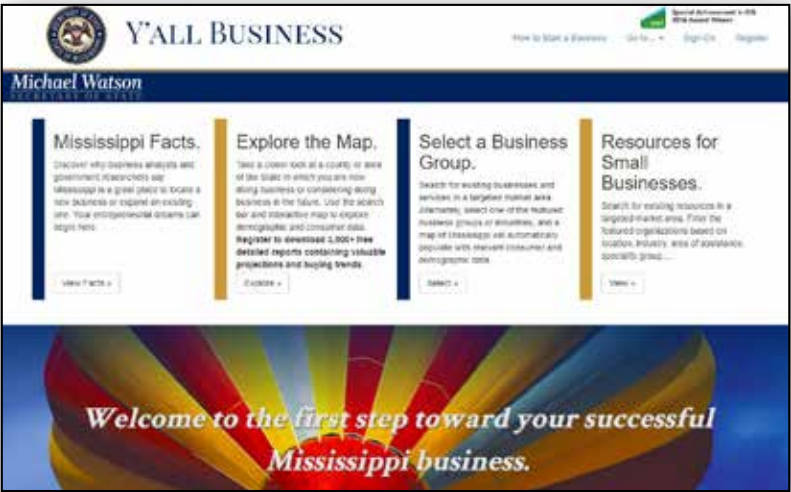 Y'ALL BUSINESS
Special Achievement in GIS
2016 Award Winner
How to Start a Business
Go to...
Sign On
Register
Michael Watson
SECRETARY OF STATE
Mississippi Facts.
Discover why business analysts and
government researchers say
Mississippi is a great place to locate a
new business or expand an existing
one. Your entrepreneurial dreams can
begin here.
View Facts »
Explore the Map.
Take a closer look at a county or area
of the State in which you are now
doing business or considering doing
business in the future. Use the search
bar and interactive map to explore
demographic and consumer data.
Register to download 1,000+ free
detailed reports containing valuable
projections and buying trends.
Explore »
Select a Business
Group.
Search for existing businesses and
services in a targeted market area.
Alternately, select one of the featured
business groups or industries, and a
map of Mississippi will automatically
populate with relevant consumer and
demographic data.
Select »
Resources for
Small
Businesses.
Search for existing resources in a
targeted market area. Filter the
featured organizations based on
location, industry, area of assistance,
specialty group...
View »
Welcome to the first step toward your successful
Mississippi business.